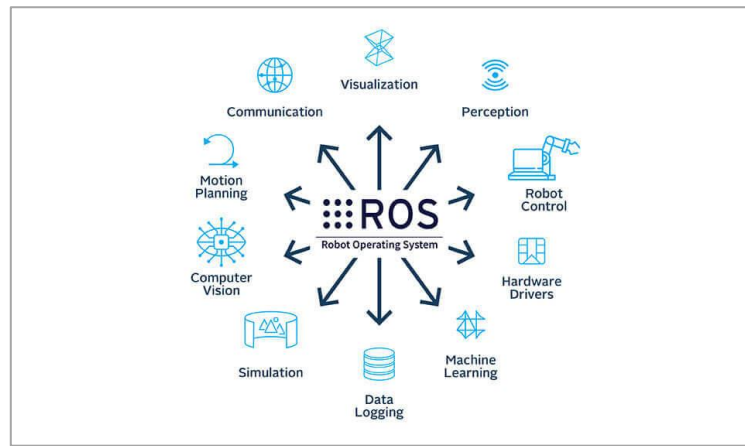 Visualization
Communication
Perception
Motion
Planning
Robot
Control
ROS
Robot Operating System
Computer
Vision
Hardware
Drivers
Simulation
Machine
Learning
Data
Logging